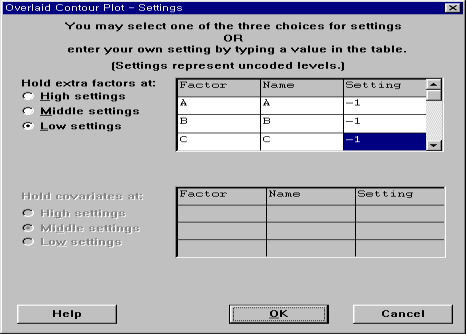 Overlaid Contour Plot - Settings
You may select one of the three choices for settings
OR
enter your own setting by typing a value in the table.
(Settings represent uncoded levels.)
Hold extra factors at:
High settings
Middle settings
Low settings
Factor Name Setting
A A -1
B B -1
C C -1
Hold covariates at:
High settings
Middle settings
Low settings
Factor Name Setting
Help OK Cancel